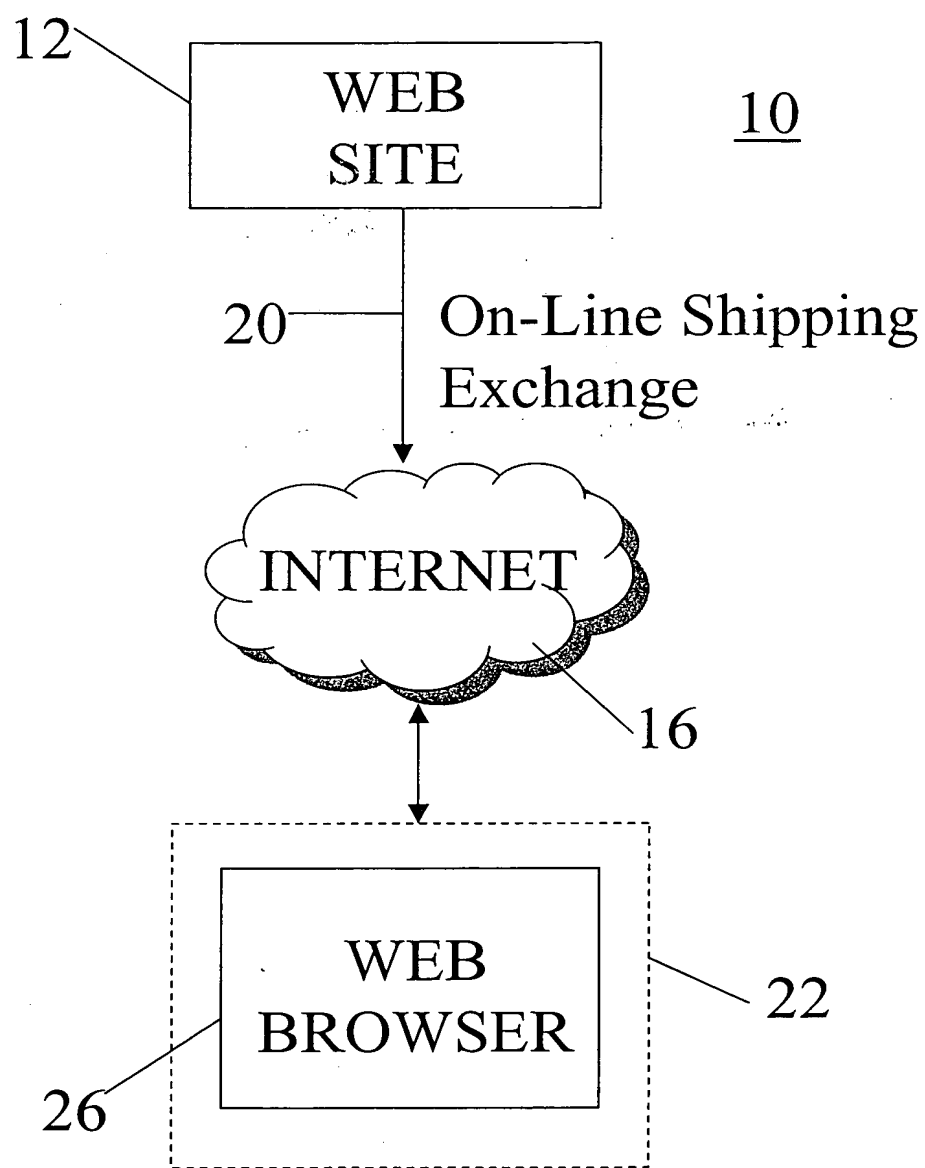 12
WEB
SITE
10
20
On-Line Shipping
Exchange
INTERNET
16
WEB
BROWSER
22
26